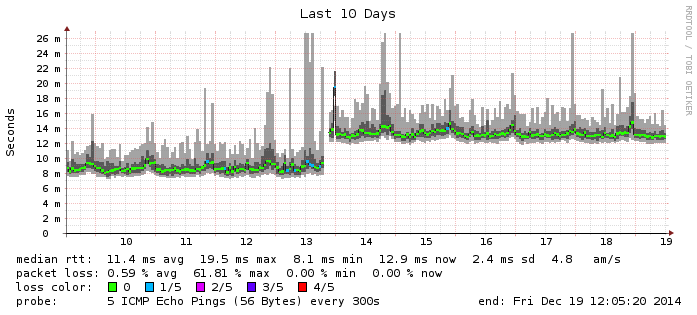 Last 10 Days
RRDTOOL / TOBI OETIKER
Seconds
26 m
24 m
22 m
20 m
18 m
16 m
14 m
12 m
10 m
8 m
6 m
4 m
2 m
0
10 11 12 13 14 15 16 17 18 19
median rtt: 11.4 ms avg 19.5 ms max 8.1 ms min 12.9 ms now 2.4 ms sd 4.8 am/s
packet loss: 0.59 % avg 61.81 % max 0.00 % min 0.00 % now
loss color: 0 1/5 2/5 3/5 4/5
probe: 5 ICMP Echo Pings (56 Bytes) every 300s end: Fri Dec 19 12:05:20 2014